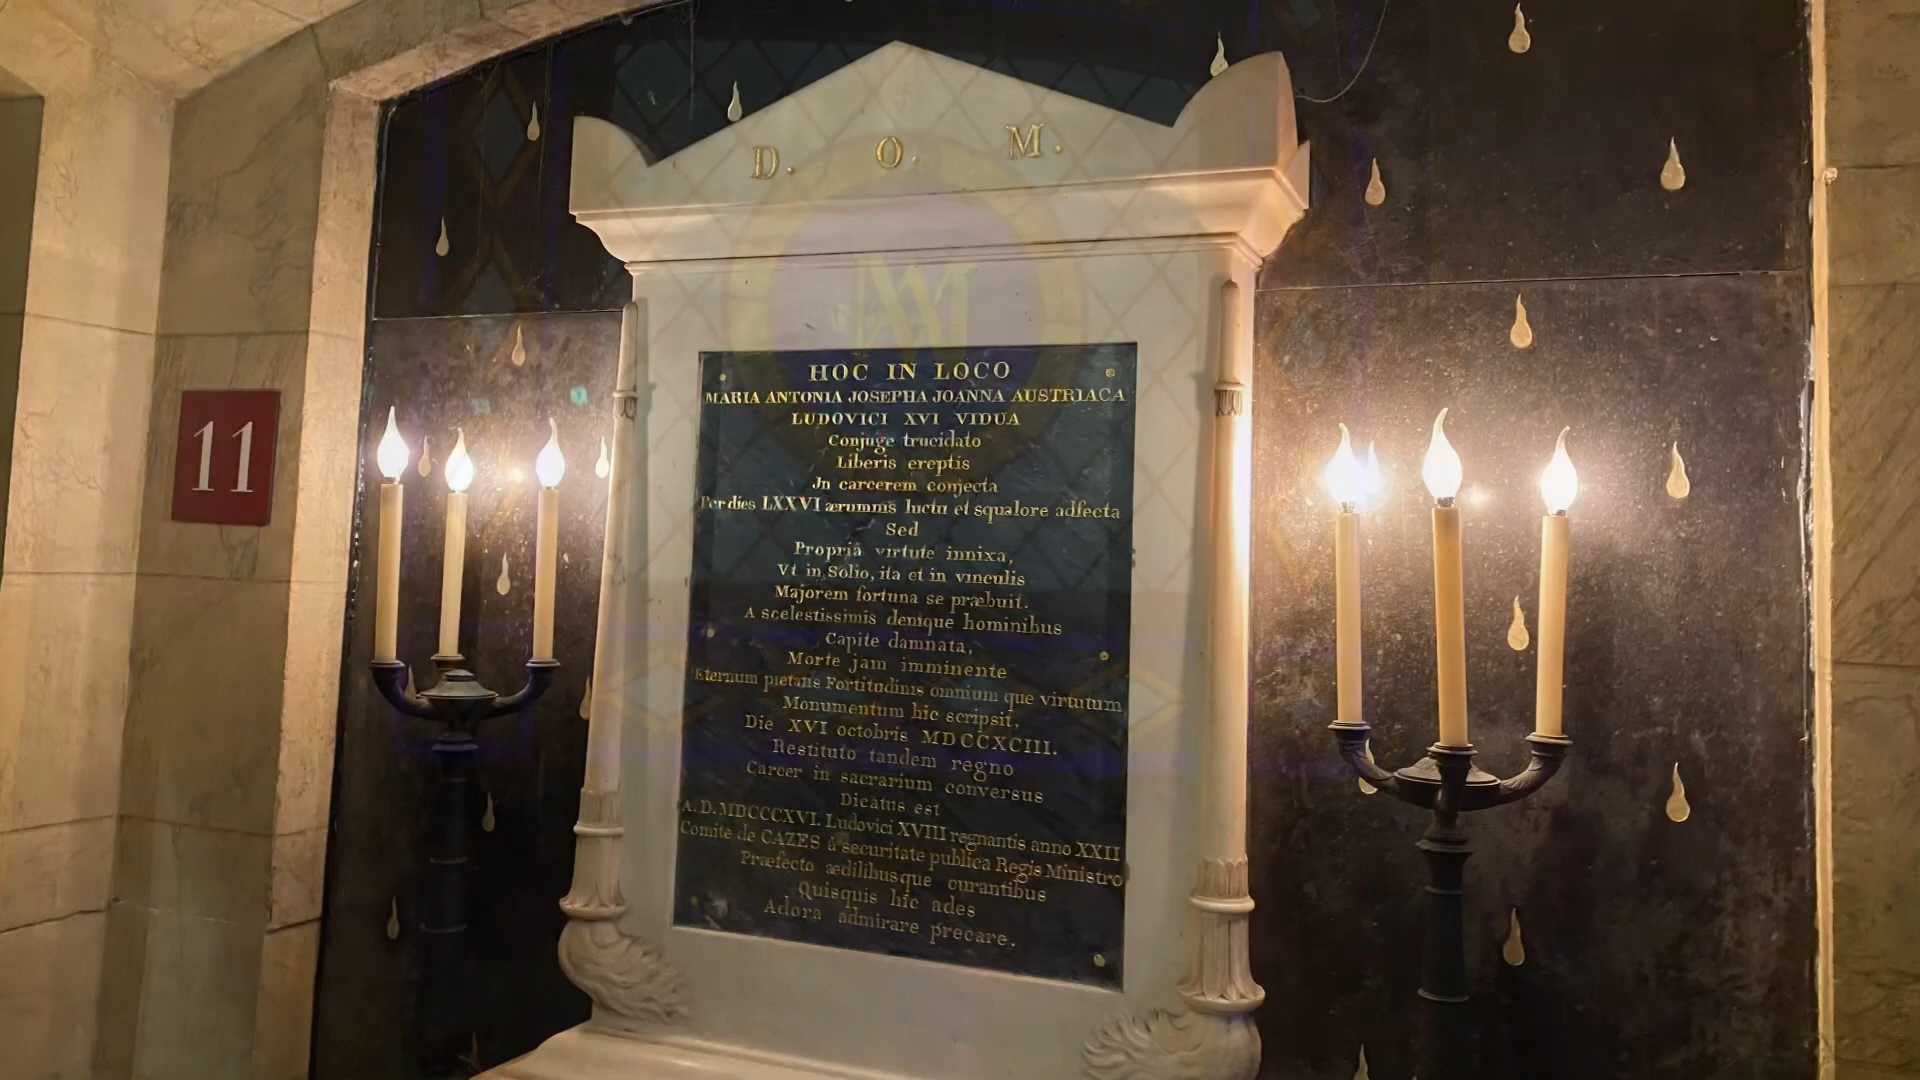 D. O. M.
11
HOC IN LOCO
MARIA ANTONIA JOSEPHA JOANNA AUSTRIACA
LUDOVICI XVI VIDUA
Conjuge trucidato
Liberis ereptis
Jn carcerem conjecta
Per dies LXXVI ærumnis luctu et squalore adfecta
Sed
Propriâ virtute innixa,
Vt in Solio, ita et in vinculis
Majorem fortuna se præbuit.
A scelestissimis denique hominibus
Capite damnata,
Morte jam imminente
Eternum pietatis Fortitudinis omnium que virtutum
Monumentum hic scripsit,
Die XVI octobris MDCCXCIII.
Restituto tandem regno
Carcer in sacrarium conversus
Dicatus est
A. D. MDCCCXVI. Ludovici XVIII regnantis anno XXII
Comite de CAZES à securitate publica Regis Ministro
Præfecto ædilibusque curantibus
Quisquis hîc ades
Adora admirare precare.